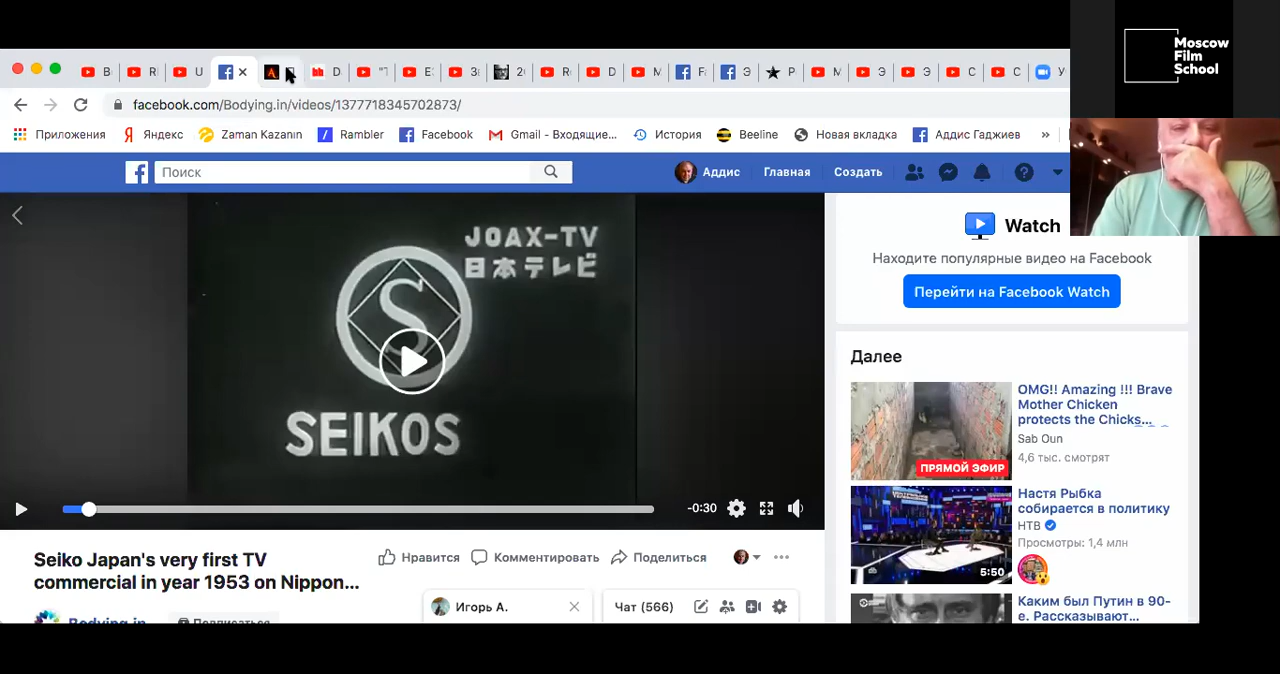 Moscow
Film
School
facebook.com/Bodying.in/videos/1377718345702873/
Приложения Яндекс Zaman Kazanın Rambler Facebook Gmail - Входящие... История Beeline Новая вкладка Аддис Гаджиев »
Поиск Аддис Главная Создать
JOAX-TV
日本テレビ
S
SEIKOS
-0:30
Watch
Находите популярные видео на Facebook
Перейти на Facebook Watch
Далее
OMG!! Amazing !!! Brave
Mother Chicken
protects the Chicks...
Sab Oun
4,6 тыс. смотрят
ПРЯМОЙ ЭФИР
Настя Рыбка
собирается в политику
НТВ
Просмотры: 1,4 млн
5:50
Каким был Путин в 90-
е. Рассказывают...
Seiko Japan's very first TV
commercial in year 1953 on Nippon...
Нравится Комментировать Поделиться
Игорь А. Чат (566)
Bodying.in Подписаться